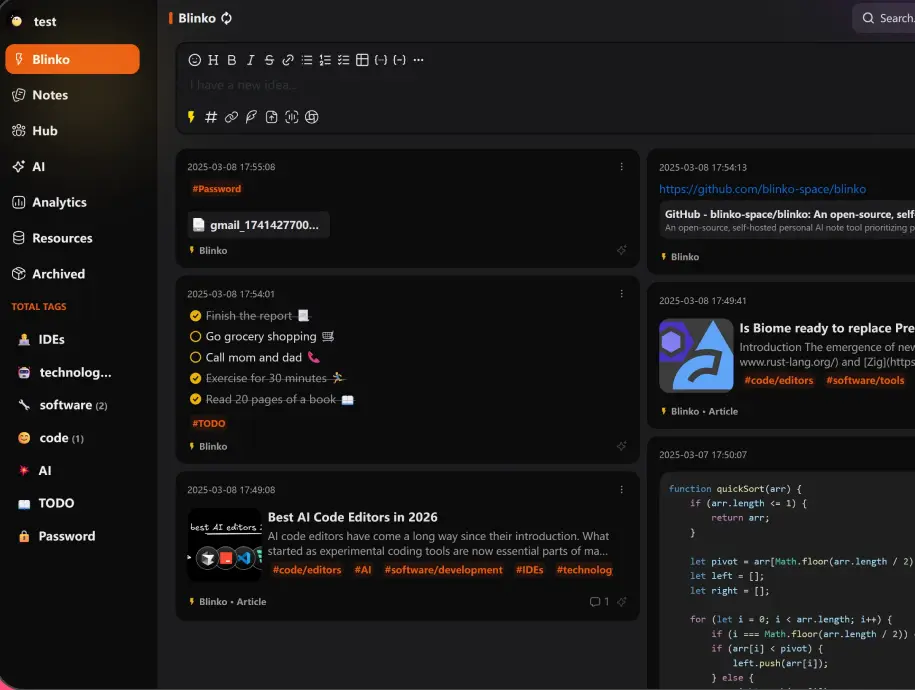 test
Blinko
Notes
Hub
AI
Analytics
Resources
Archived
TOTAL TAGS
IDEs
technolog...
software (2)
code (1)
AI
TODO
Password
Blinko
Search.
I have a new idea...
2025-03-08 17:55:08
#Password
gmail_1741427700...
Blinko
2025-03-08 17:54:01
Finish the report
Go grocery shopping
Call mom and dad
Exercise for 30 minutes
Read 20 pages of a book
#TODO
Blinko
2025-03-08 17:49:08
best AI editors
Best AI Code Editors in 2026
AI code editors have come a long way since their introduction. What
started as experimental coding tools are now essential parts of ma...
#code/editors #AI #software/development #IDEs #technolog
Blinko • Article
1
2025-03-08 17:54:13
https://github.com/blinko-space/blinko
GitHub - blinko-space/blinko: An open-source, self-
An open-source, self-hosted personal AI note tool prioritizing p
Blinko
2025-03-08 17:49:41
Is Biome ready to replace Pre
Introduction The emergence of new
www.rust-lang.org/) and [Zig](https
#code/editors #software/tools
Blinko • Article
2025-03-07 17:50:07
function quickSort(arr) {
if (arr.length <= 1) {
return arr;
}
let pivot = arr[Math.floor(arr.length / 2)
let left = [];
let right = [];
for (let i = 0; i < arr.length; i++) {
if (i === Math.floor(arr.length / 2))
if (arr[i] < pivot) {
left.push(arr[i]);
} else {